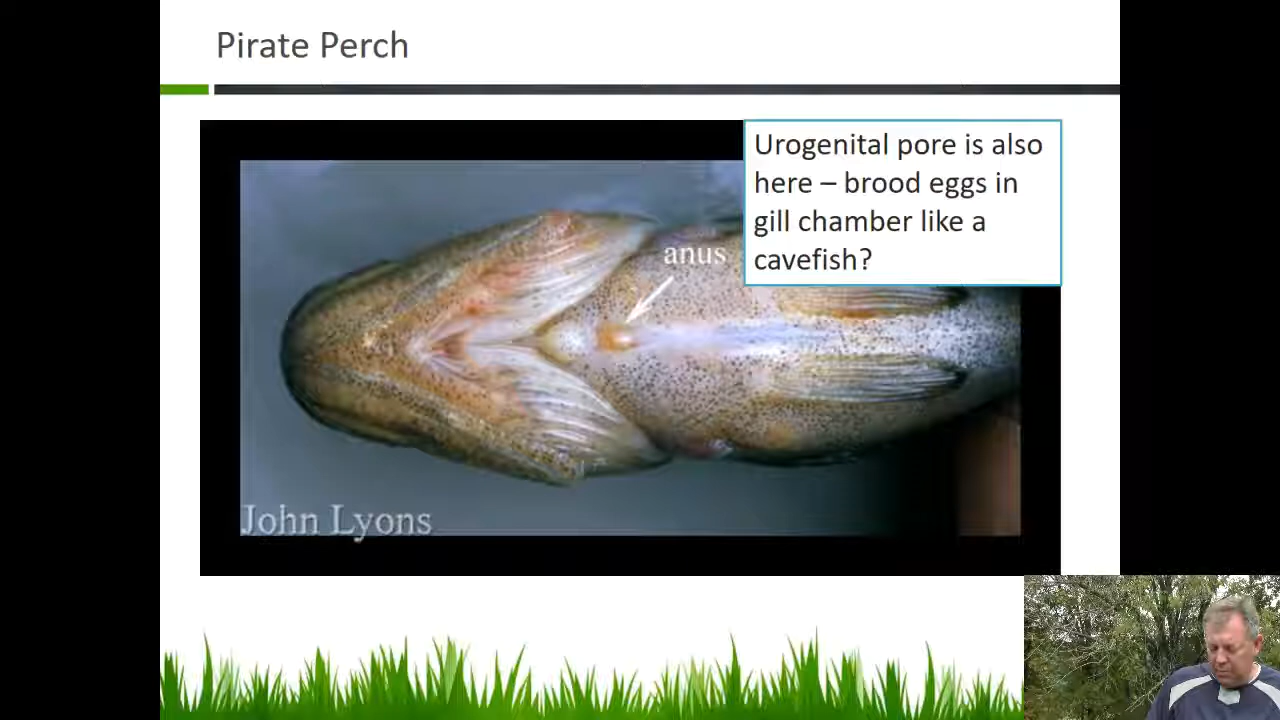 Pirate Perch
Urogenital pore is also
here – brood eggs in
gill chamber like a
cavefish?
anus
John Lyons